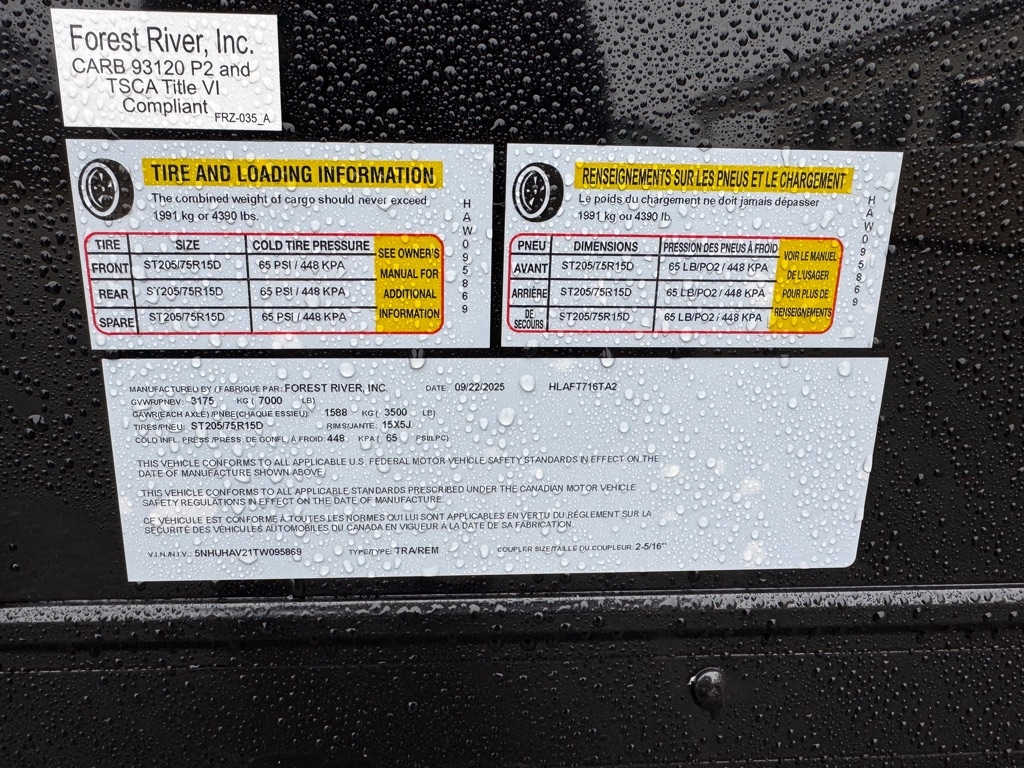 Forest River, Inc.
CARB 93120 P2 and
TSCA Title VI
Compliant
FRZ-035_A
TIRE AND LOADING INFORMATION
The combined weight of cargo should never exceed
1991 kg or 4390 lbs.
TIRE SIZE COLD TIRE PRESSURE
FRONT ST205/75R15D 65 PSI / 448 KPA
REAR ST205/75R15D 65 PSI / 448 KPA
SPARE ST205/75R15D 65 PSI / 448 KPA
SEE OWNER'S
MANUAL FOR
ADDITIONAL
INFORMATION
HAW095869
RENSEIGNEMENTS SUR LES PNEUS ET LE CHARGEMENT
Le poids du chargement ne doit jamais dépasser
1991 kg ou 4390 lb.
PNEU DIMENSIONS PRESSION DES PNEUS À FROID
AVANT ST205/75R15D 65 LB/PO2 / 448 KPA
ARRIÈRE ST205/75R15D 65 LB/PO2 / 448 KPA
DE SECOURS ST205/75R15D 65 LB/PO2 / 448 KPA
VOIR LE MANUEL
DE L'USAGER
POUR PLUS DE
RENSEIGNEMENTS
HAW095869
MANUFACTURED BY / FABRIQUE PAR: FOREST RIVER, INC. DATE: 09/22/2025 HLAFT716TA2
GVWR/PNBV: 3175 KG ( 7000 LB)
GAWR(EACH AXLE) /PNBE(CHAQUE ESSIEU): 1588 KG ( 3500 LB)
TIRES/PNEU: ST205/75R15D RIMS/JANTE: 15X5J
COLD INFL. PRESS./PRESS. DE GONFL. À FROID: 448 KPA ( 65 PSI/LPC)
THIS VEHICLE CONFORMS TO ALL APPLICABLE U.S. FEDERAL MOTOR VEHICLE SAFETY STANDARDS IN EFFECT ON THE
DATE OF MANUFACTURE SHOWN ABOVE.
THIS VEHICLE CONFORMS TO ALL APPLICABLE STANDARDS PRESCRIBED UNDER THE CANADIAN MOTOR VEHICLE
SAFETY REGULATIONS IN EFFECT ON THE DATE OF MANUFACTURE.
CE VÉHICULE EST CONFORME À TOUTES LES NORMES QUI LUI SONT APPLICABLES EN VERTU DU RÈGLEMENT SUR LA
SÉCURITÉ DES VÉHICULES AUTOMOBILES DU CANADA EN VIGUEUR À LA DATE DE SA FABRICATION.
V.I.N./N.I.V.: 5NHUHAV21TW095869 TYPE/TYPE: TRA/REM COUPLER SIZE/TAILLE DU COUPLEUR: 2-5/16"